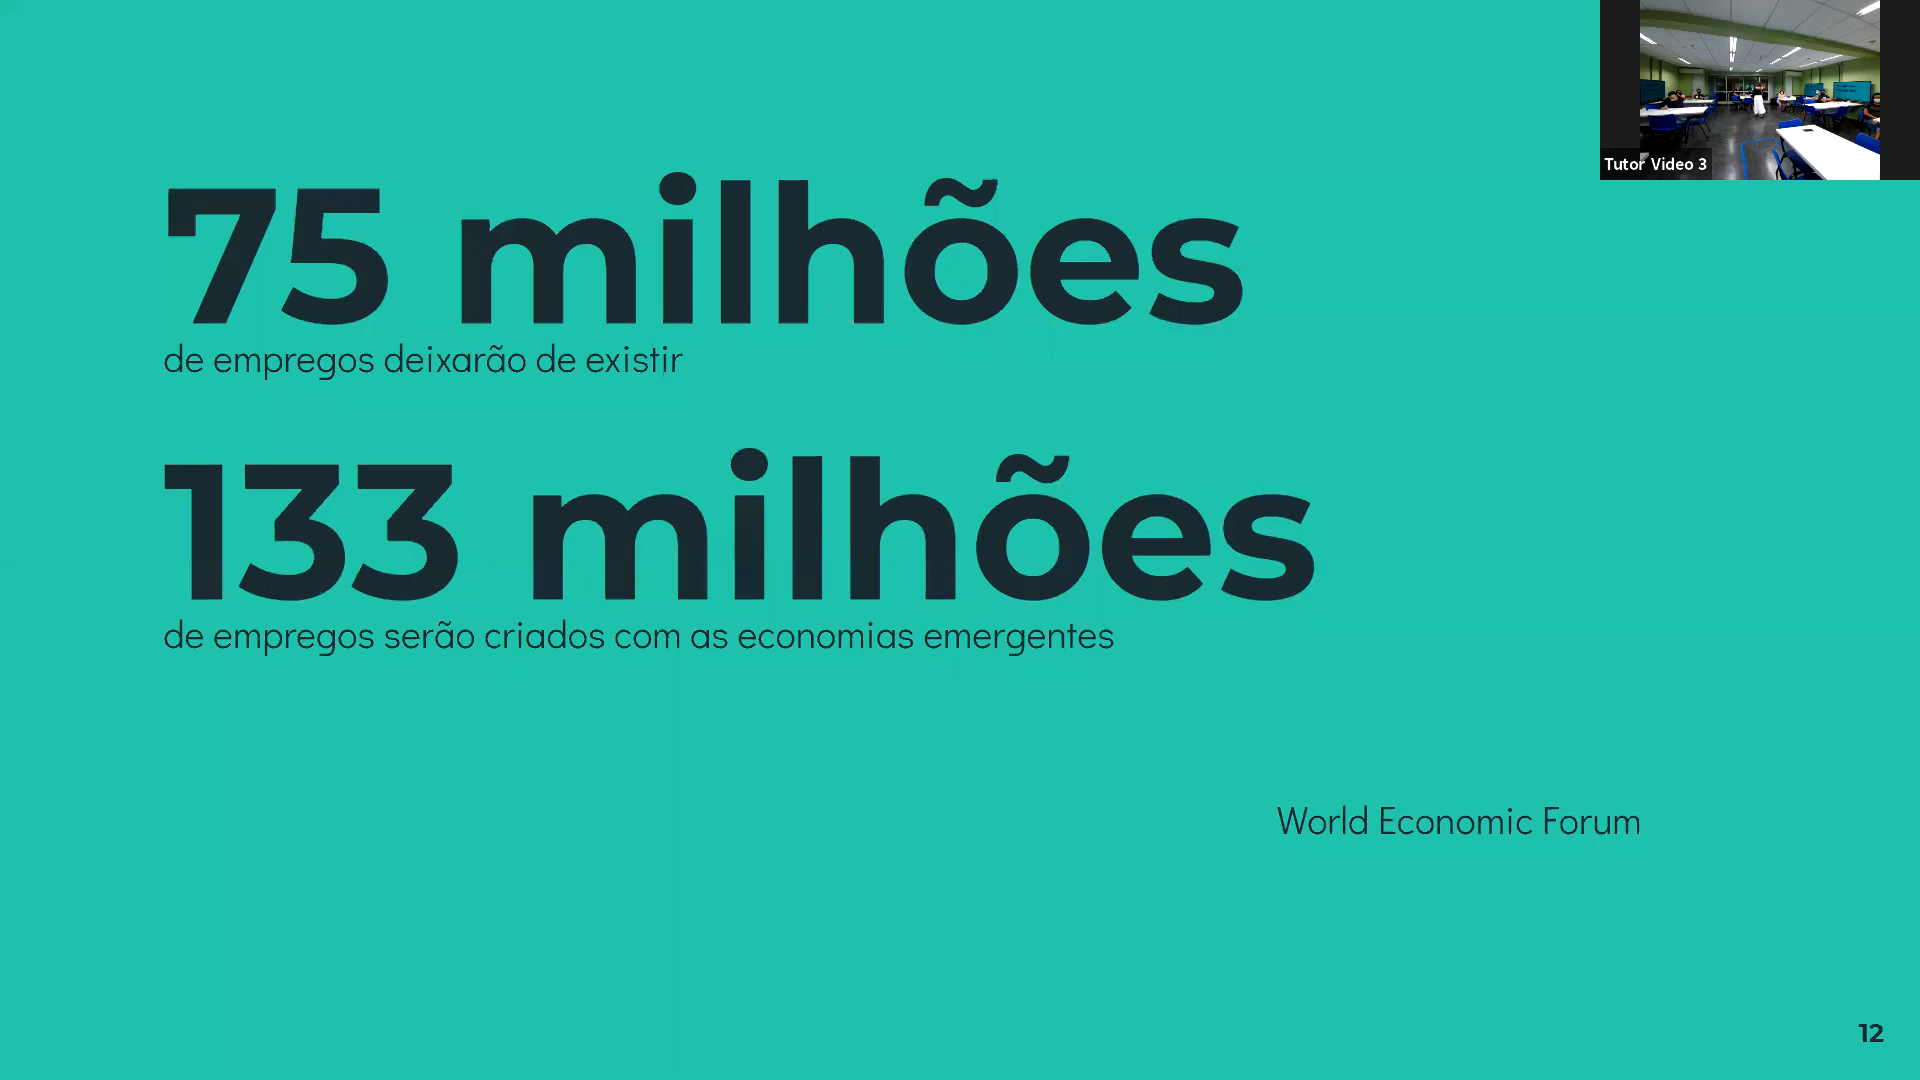 75 milhões
de empregos deixarão de existir
133 milhões
de empregos serão criados com as economias emergentes
World Economic Forum
12
Tutor Video 3